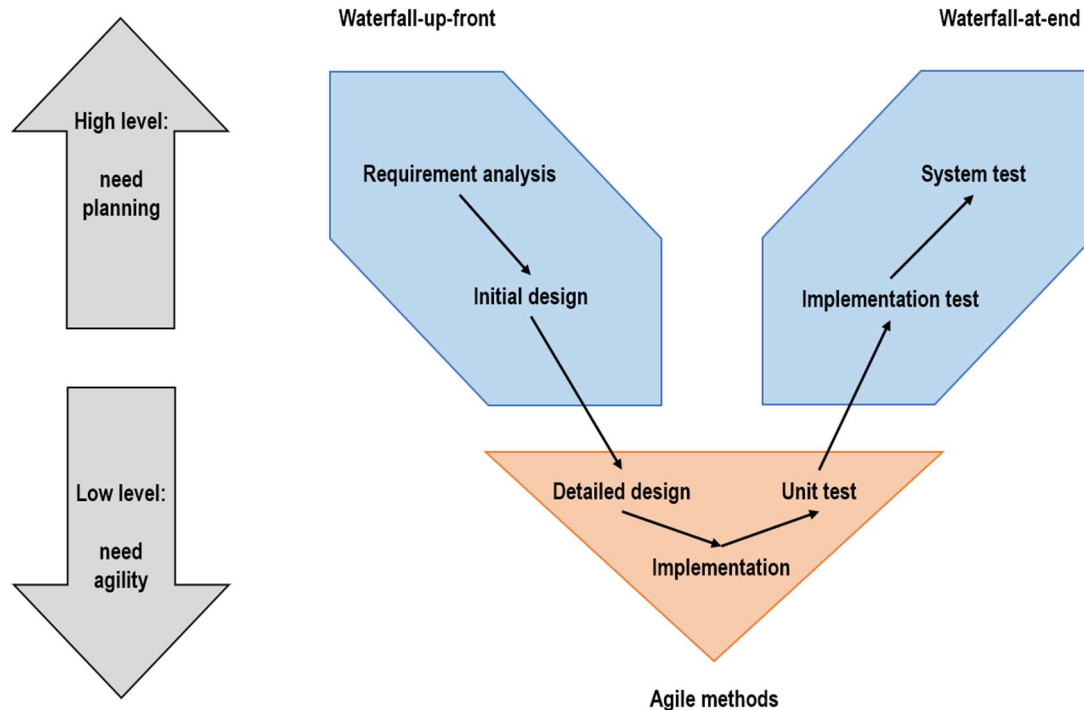 Waterfall-up-front
Waterfall-at-end
High level:
need
planning
Requirement analysis
System test
Initial design
Implementation test
Low level:
need
agility
Detailed design
Unit test
Implementation
Agile methods